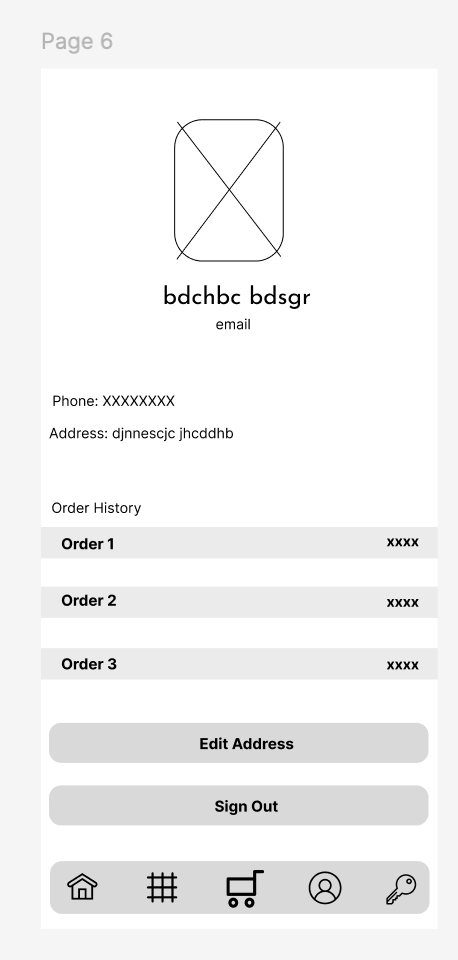 Page 6
bdchbc bdsgr
email
Phone: XXXXXXXX
Address: djnnescjc jhcddhb
Order History
Order 1 xxxx
Order 2 xxxx
Order 3 xxxx
Edit Address
Sign Out